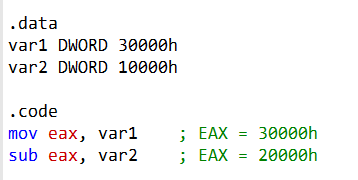 .data
var1 DWORD 30000h
var2 DWORD 10000h
.code
mov eax, var1    ; EAX = 30000h
sub eax, var2    ; EAX = 20000h